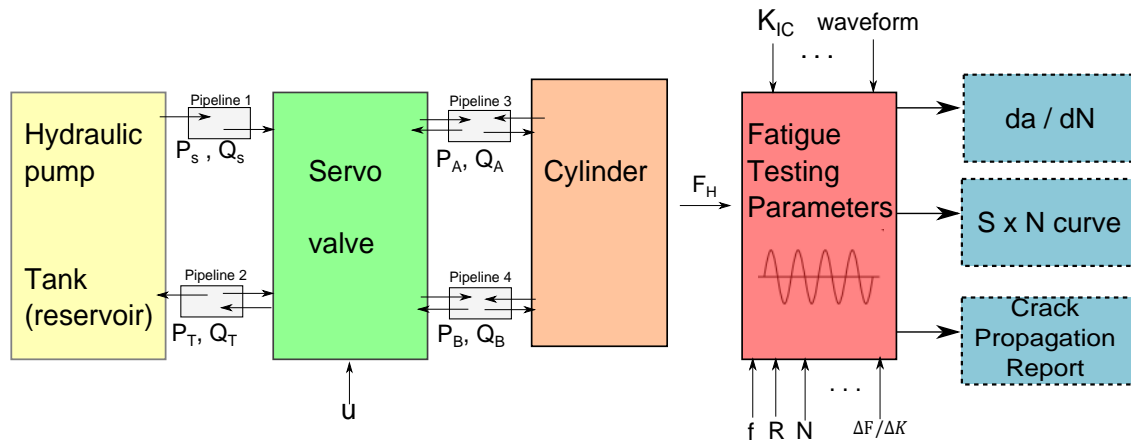 Hydraulic
pump
Tank
(reservoir)
Pipeline 1
Ps , Qs
Pipeline 2
PT, QT
Servo
valve
u
Pipeline 3
PA, QA
Pipeline 4
PB, QB
Cylinder
FH
KIC
. . .
waveform
Fatigue
Testing
Parameters
f R N . . . ΔF/ΔK
da / dN
S x N curve
Crack
Propagation
Report